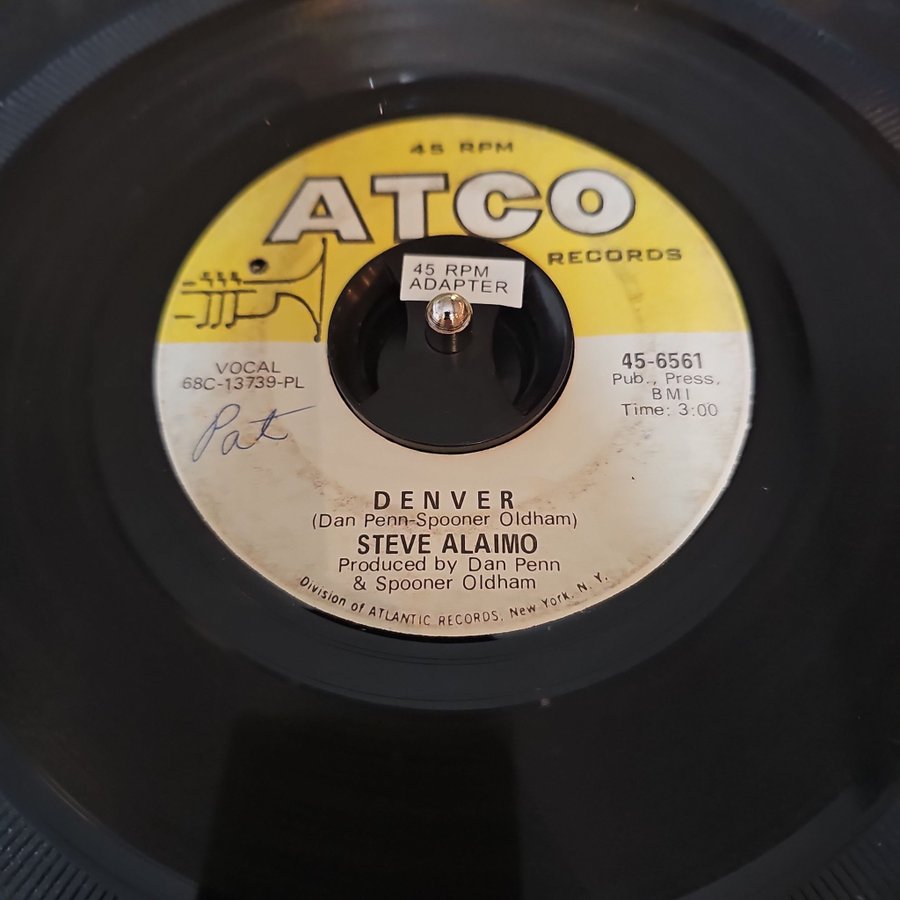 45 RPM
ATCO
RECORDS
45 RPM
ADAPTER
VOCAL
68C-13739-PL
Pat
45-6561
Pub., Press,
BMI
Time: 3:00
DENVER
(Dan Penn-Spooner Oldham)
STEVE ALAIMO
Produced by Dan Penn
& Spooner Oldham
Division of ATLANTIC RECORDS, New York, N. Y.